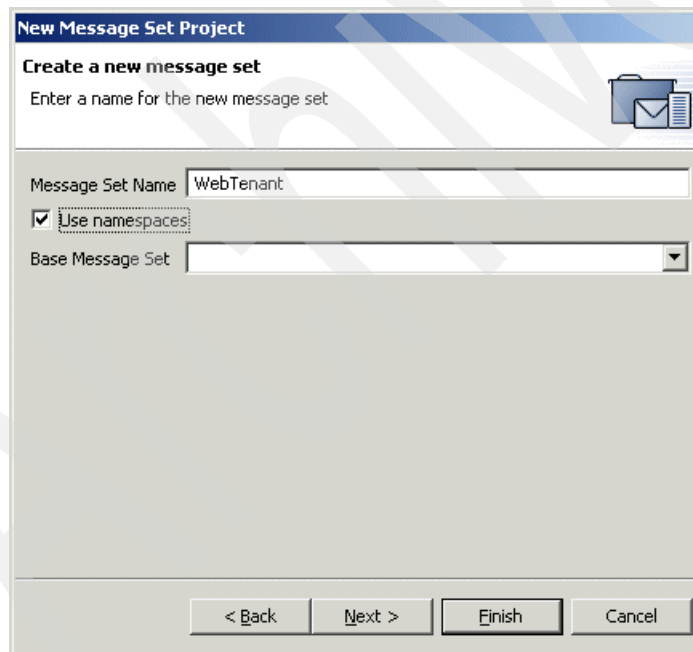 New Message Set Project
Create a new message set
Enter a name for the new message set
Message Set Name WebTenant
Use namespaces
Base Message Set
< Back Next > Finish Cancel